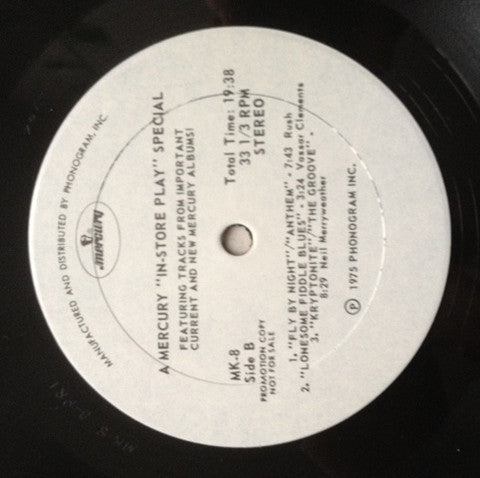 MANUFACTURED AND DISTRIBUTED BY PHONOGRAM, INC.
mercury
A MERCURY "IN-STORE PLAY" SPECIAL
FEATURING TRACKS FROM IMPORTANT
CURRENT AND NEW MERCURY ALBUMS!
MK-8
Side B
PROMOTION COPY
NOT FOR SALE
Total Time: 19:38
33 1/3 RPM
STEREO
1. "FLY BY NIGHT"/"ANTHEM" - 7:43 Rush
2. "LONESOME FIDDLE BLUES" - 3:24 Vassar Clements
3. "KRYPTONITE"/"THE GROOVE" -
8:29 Neil Merryweather
Ⓟ 1975 PHONOGRAM INC.